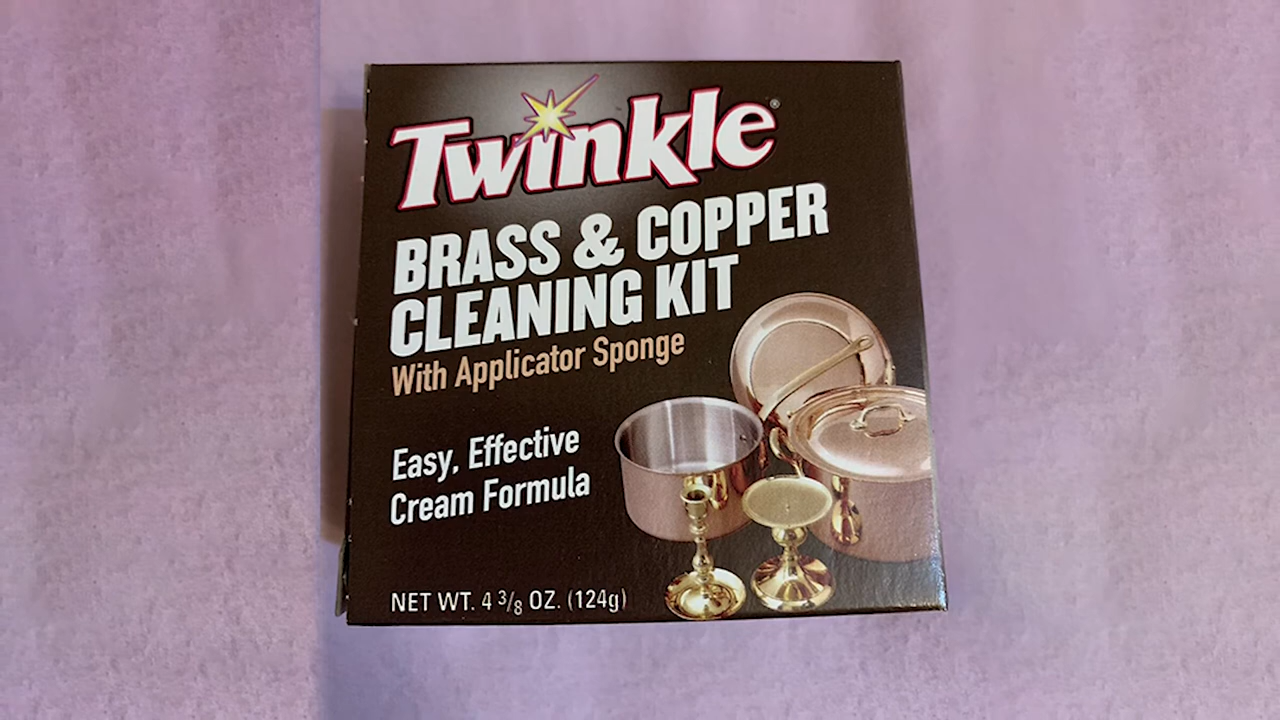 Twinkle®
BRASS & COPPER
CLEANING KIT
With Applicator Sponge
Easy, Effective
Cream Formula
NET WT. 4 3/8 OZ. (124g)